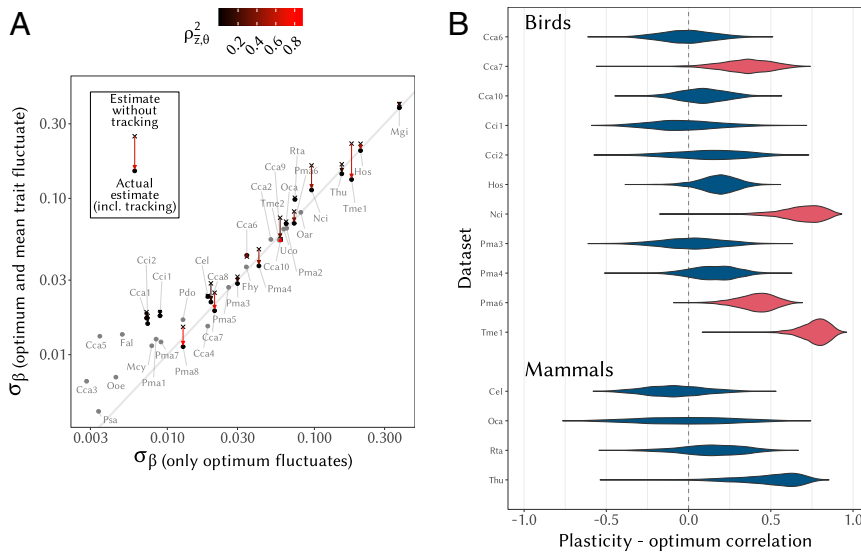 A
ρ²z̄,θ
0.2 0.4 0.6 0.8
σβ (optimum and mean trait fluctuate)
0.30
0.10
0.03
0.01
Estimate
without
tracking
Actual
estimate
(incl. tracking)
Mgi
Rta
Cca9
Pma6
Hos
Thu
Cca2
Oca
Tme1
Tme2
Nci
Oar
Cca6
Uco
Cca10
Pma2
Cci2
Cel
Cci1
Cca8
Cca1
Pdo
Pma3
Fhy
Pma4
Pma5
Cca5
Fal
Cca7
Mcy
Pma7
Cca4
Cca3
Ooe
Pma1
Pma8
Psa
0.003 0.010 0.030 0.100 0.300
σβ (only optimum fluctuates)
B
Birds
Cca6
Cca7
Cca10
Cci1
Cci2
Hos
Nci
Pma3
Pma4
Pma6
Tme1
Dataset
Mammals
Cel
Oca
Rta
Thu
-1.0 -0.5 0.0 0.5 1.0
Plasticity - optimum correlation